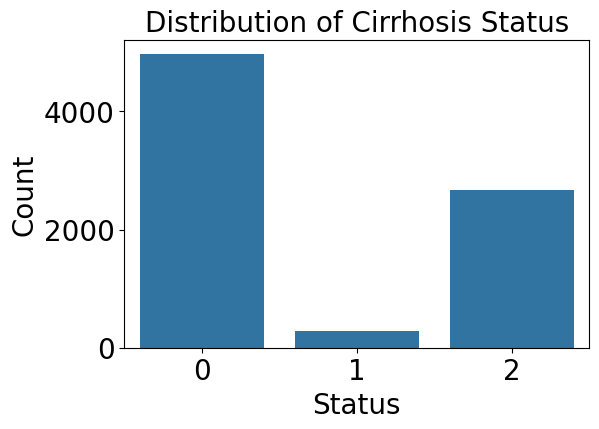 Distribution of Cirrhosis Status
4000
2000
0
Count
0 1 2
Status